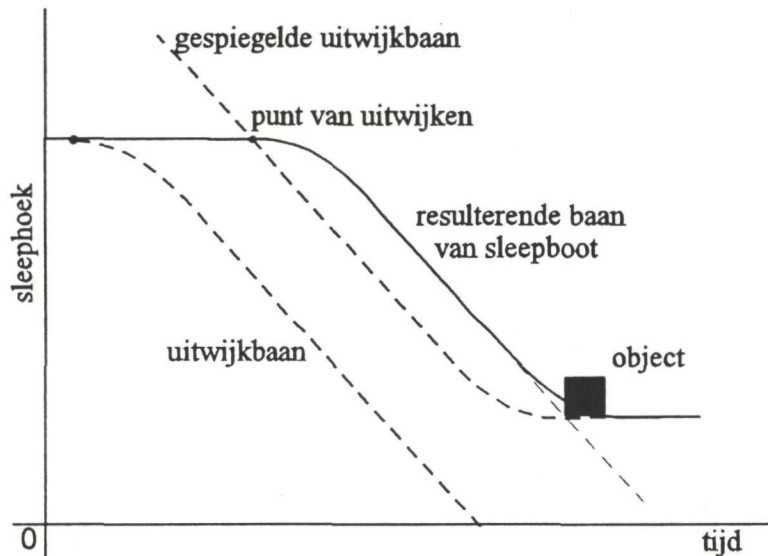 gespiegelde uitwijkbaan
punt van uitwijken
sleephoek
resulterende baan
van sleepboot
uitwijkbaan
object
0
tijd